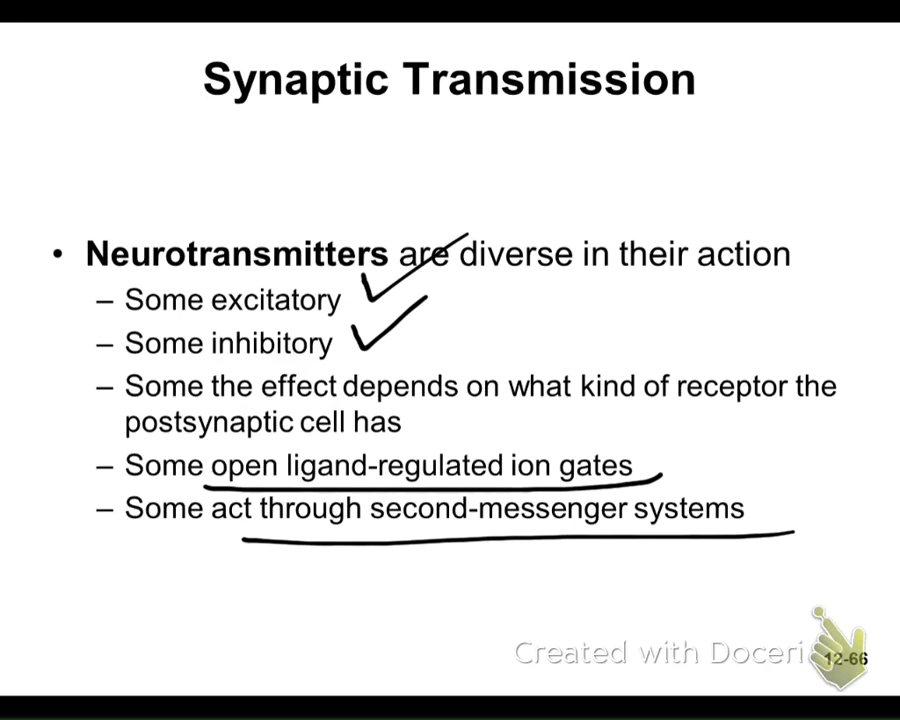 Synaptic Transmission
• Neurotransmitters are diverse in their action
– Some excitatory
– Some inhibitory
– Some the effect depends on what kind of receptor the
postsynaptic cell has
– Some open ligand-regulated ion gates
– Some act through second-messenger systems
Created with Doceri
12-66